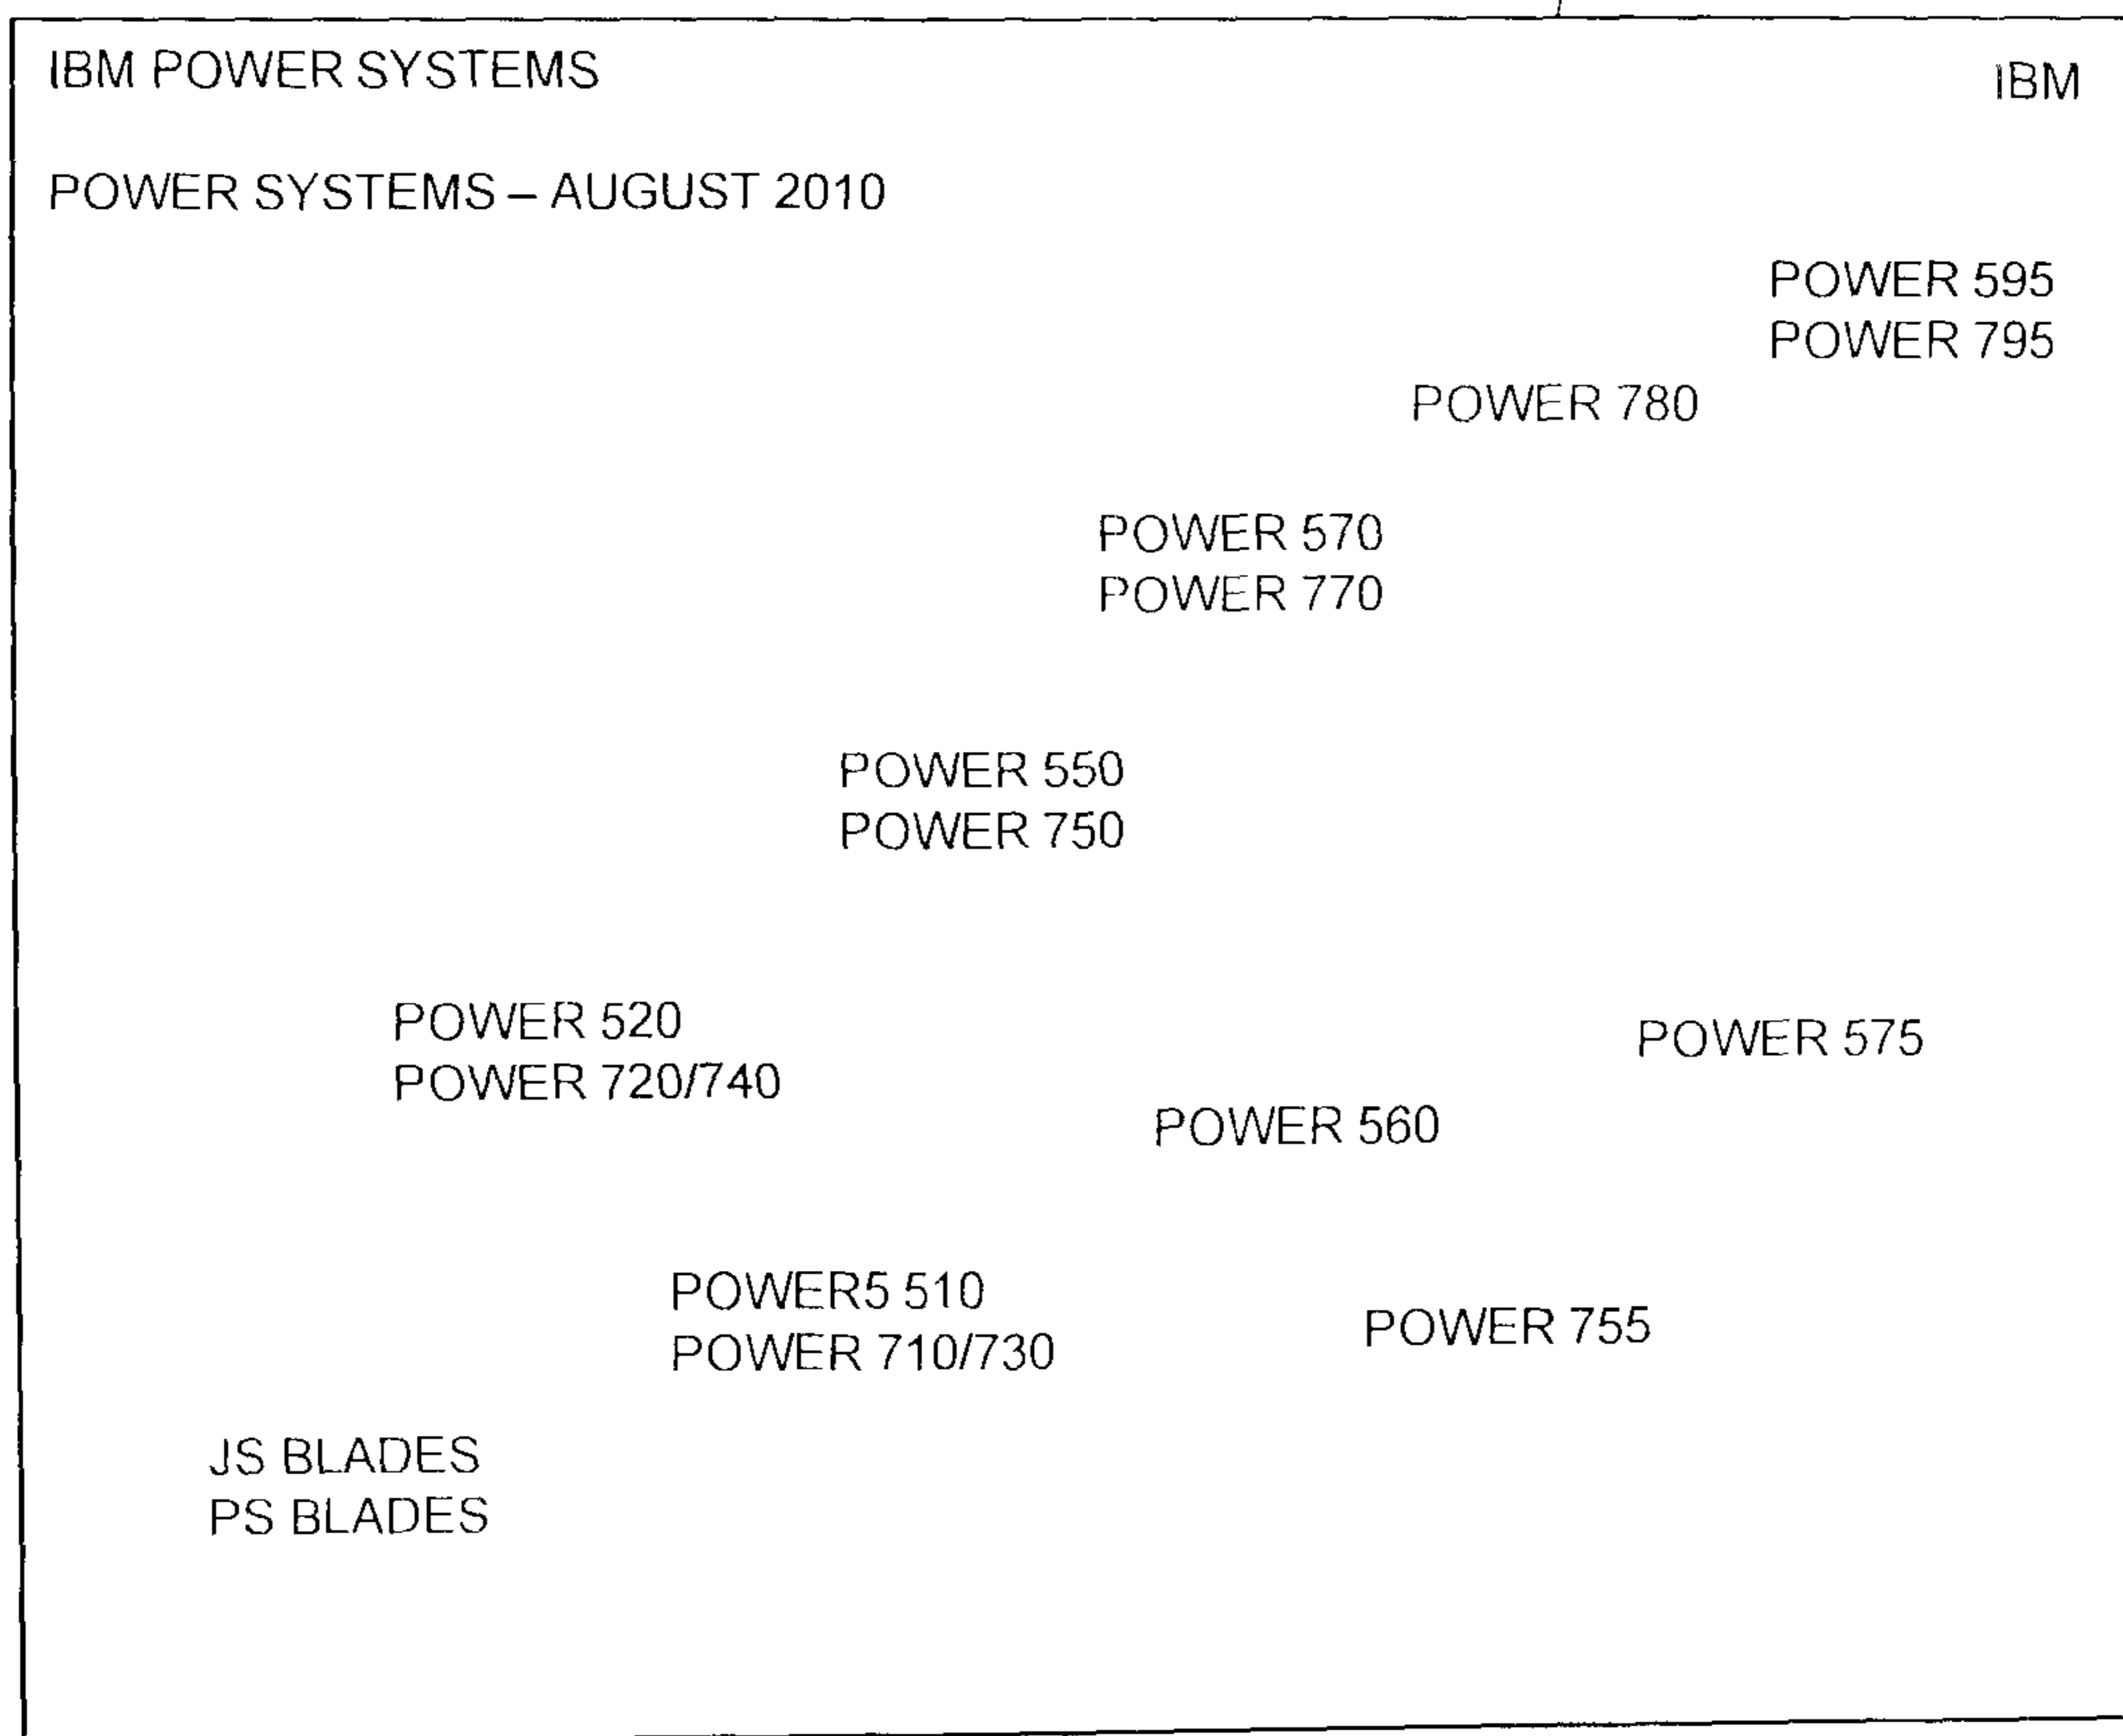 IBM POWER SYSTEMS
IBM
POWER SYSTEMS – AUGUST 2010
POWER 595
POWER 795
POWER 780
POWER 570
POWER 770
POWER 550
POWER 750
POWER 520
POWER 720/740
POWER 575
POWER 560
POWER5 510
POWER 710/730
POWER 755
JS BLADES
PS BLADES